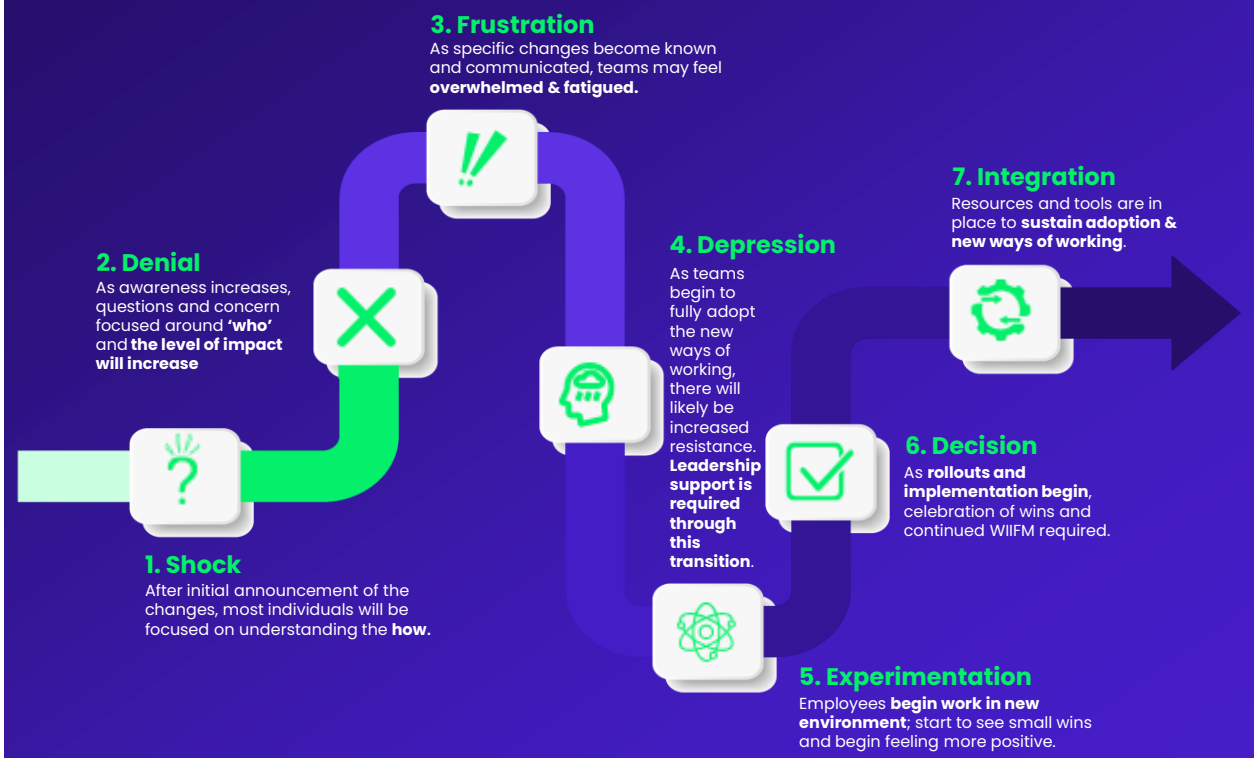 1. Shock
After initial announcement of the
changes, most individuals will be
focused on understanding the how.
2. Denial
As awareness increases,
questions and concern
focused around ‘who’
and the level of impact
will increase
3. Frustration
As specific changes become known
and communicated, teams may feel
overwhelmed & fatigued.
4. Depression
As teams
begin to
fully adopt
the new
ways of
working,
there will
likely be
increased
resistance.
Leadership
support is
required
through
this
transition.
5. Experimentation
Employees begin work in new
environment; start to see small wins
and begin feeling more positive.
6. Decision
As rollouts and
implementation begin,
celebration of wins and
continued WIIFM required.
7. Integration
Resources and tools are in
place to sustain adoption &
new ways of working.